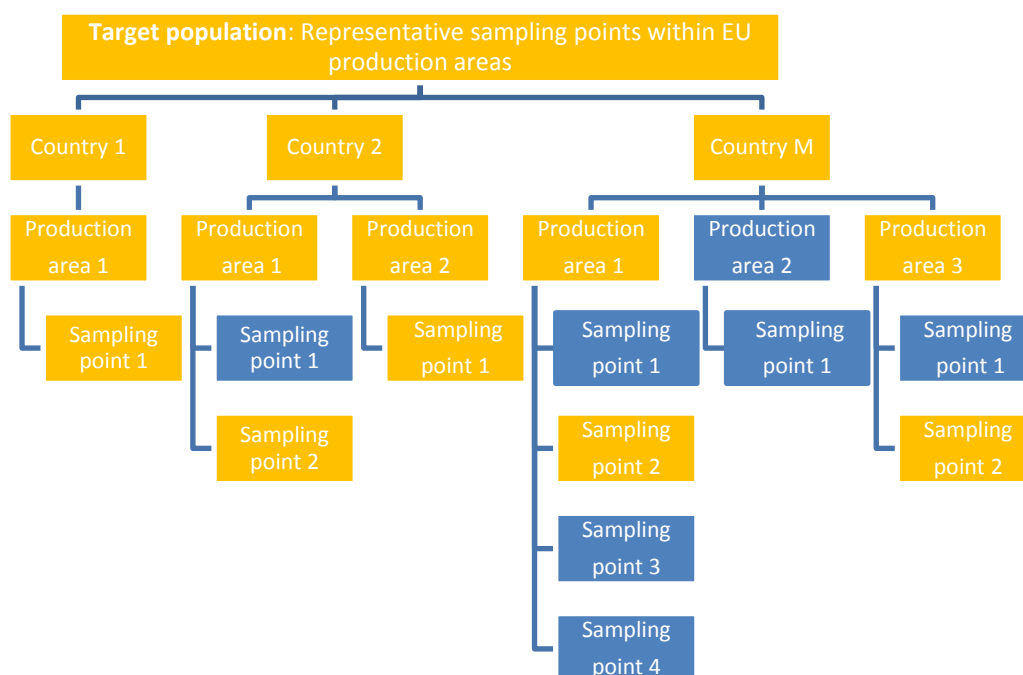 Target population: Representative sampling points within EU
production areas
Country 1
Country 2
Country M
Production
area 1
Production
area 1
Production
area 2
Production
area 1
Production
area 2
Production
area 3
Sampling
point 1
Sampling
point 1
Sampling
point 1
Sampling
point 1
Sampling
point 1
Sampling
point 1
Sampling
point 2
Sampling
point 2
Sampling
point 2
Sampling
point 3
Sampling
point 4